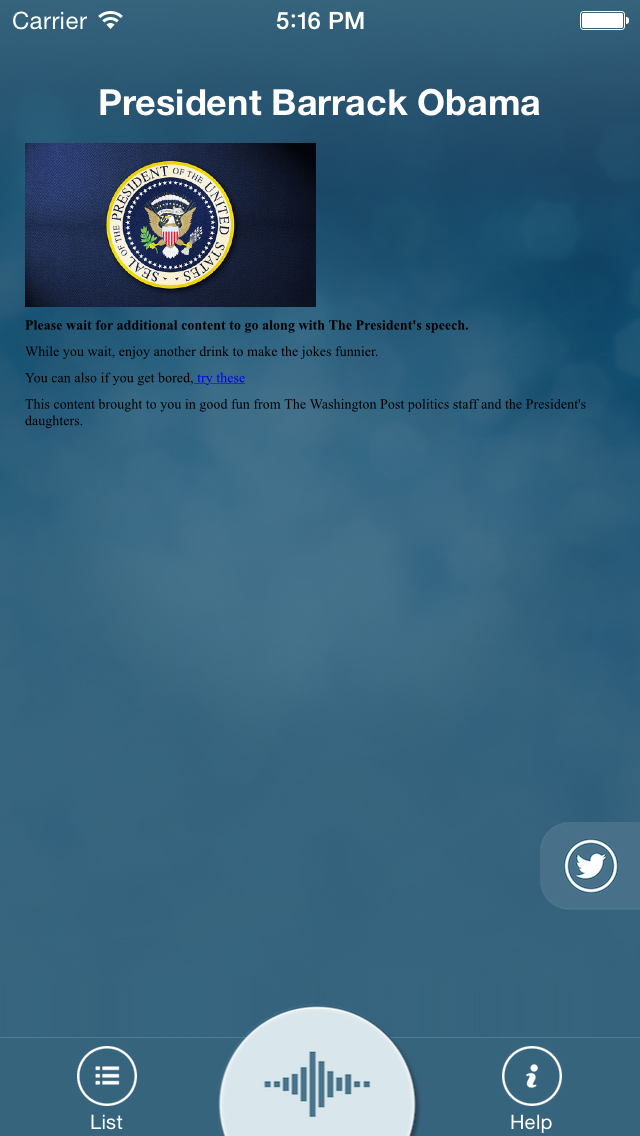 Carrier 5:16 PM
President Barrack Obama
SEAL OF THE PRESIDENT OF THE UNITED STATES
Please wait for additional content to go along with The President's speech.
While you wait, enjoy another drink to make the jokes funnier.
You can also if you get bored, try these
This content brought to you in good fun from The Washington Post politics staff and the President's
daughters.
List
Help